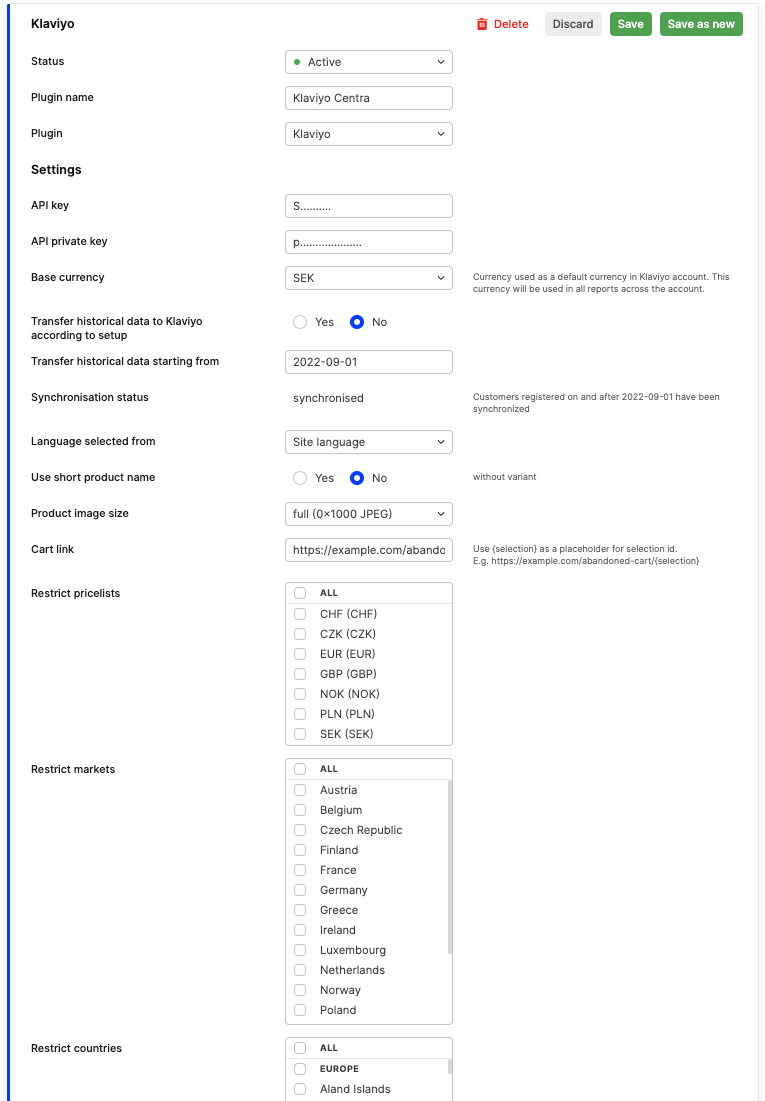 Klaviyo
Delete
Discard
Save
Save as new
Status
Active
Plugin name
Klaviyo Centra
Plugin
Klaviyo
Settings
API key
S..........
API private key
p....................
Base currency
SEK
Currency used as a default currency in Klaviyo account. This
currency will be used in all reports across the account.
Transfer historical data to Klaviyo
according to setup
Yes
No
Transfer historical data starting from
2022-09-01
Synchronisation status
synchronised
Customers registered on and after 2022-09-01 have been
synchronized
Language selected from
Site language
Use short product name
Yes
No
without variant
Product image size
full (0×1000 JPEG)
Cart link
https://example.com/abando
Use {selection} as a placeholder for selection id.
E.g. https://example.com/abandoned-cart/{selection}
Restrict pricelists
ALL
CHF (CHF)
CZK (CZK)
EUR (EUR)
GBP (GBP)
NOK (NOK)
PLN (PLN)
SEK (SEK)
Restrict markets
ALL
Austria
Belgium
Czech Republic
Finland
France
Germany
Greece
Ireland
Luxembourg
Netherlands
Norway
Poland
Restrict countries
ALL
EUROPE
Aland Islands